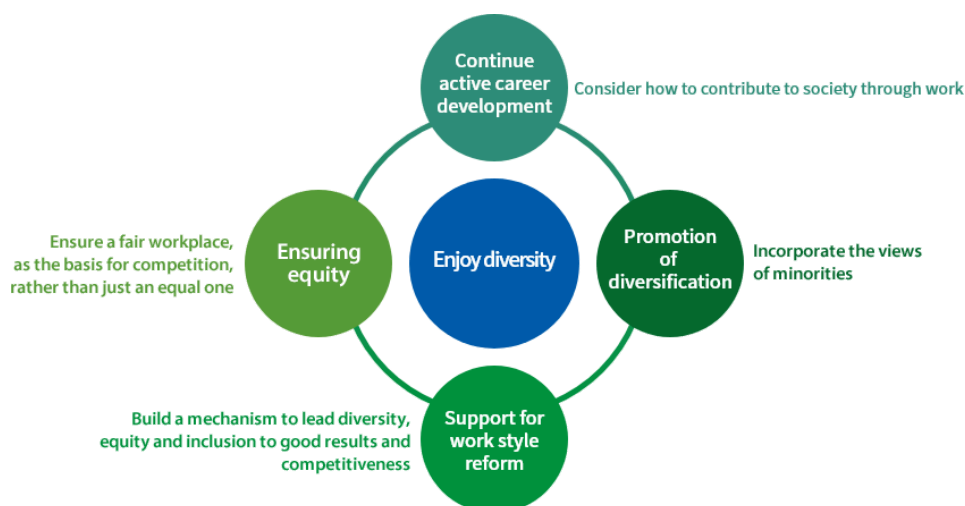 Continue
active career
development
Consider how to contribute to society through work
Ensure a fair workplace,
as the basis for competition,
rather than just an equal one
Ensuring
equity
Enjoy diversity
Promotion
of
diversification
Incorporate the views
of minorities
Build a mechanism to lead diversity,
equity and inclusion to good results and
competitiveness
Support for
work style
reform